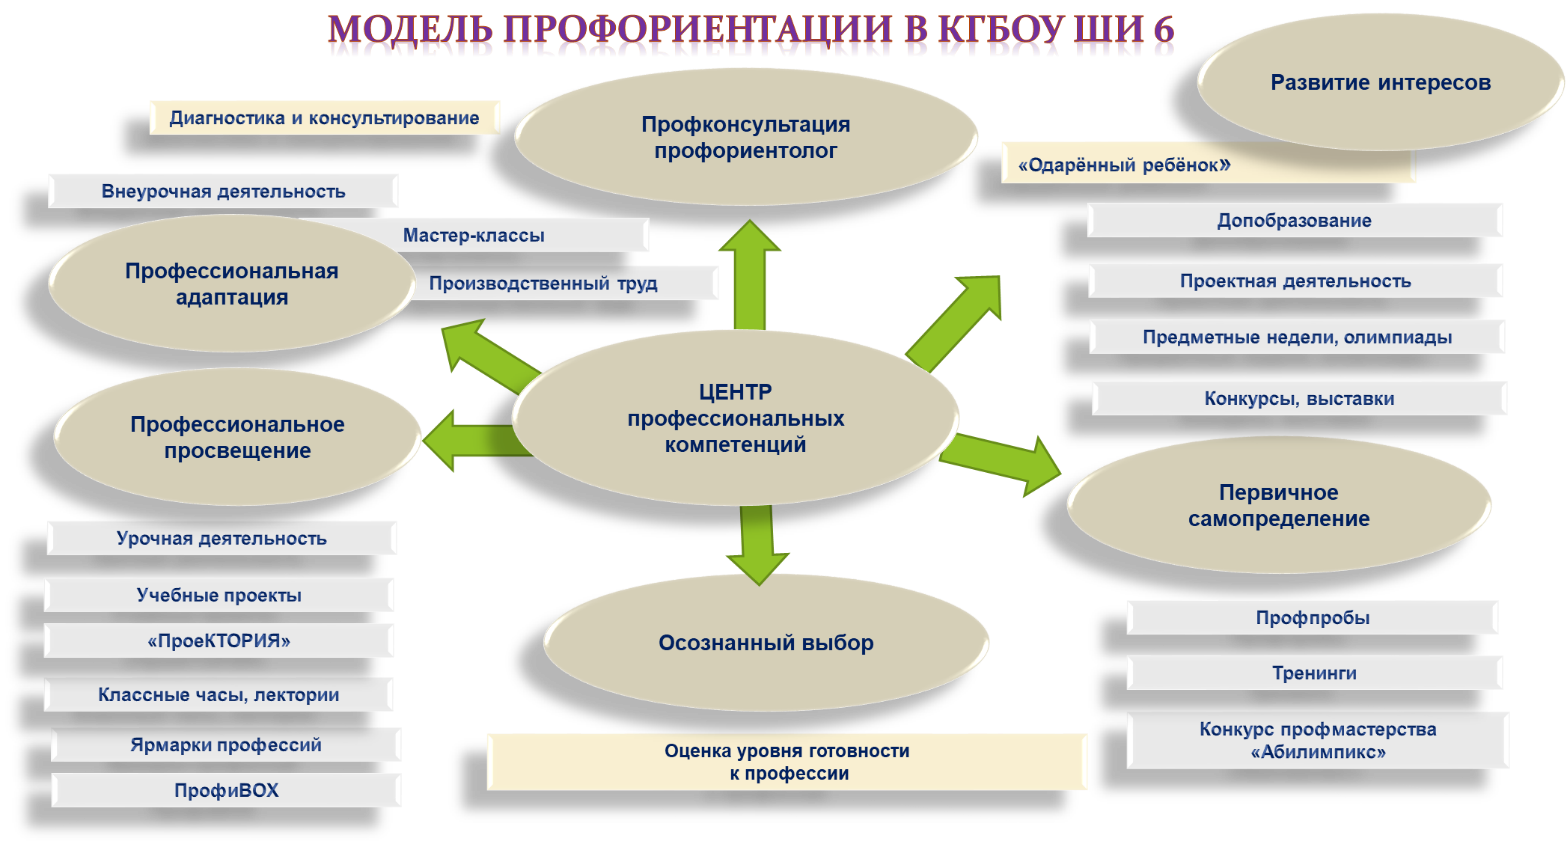 МОДЕЛЬ ПРОФОРИЕНТАЦИИ В КГБОУ ШИ 6
Развитие интересов
Диагностика и консультирование
Профконсультация
профориентолог
«Одарённый ребёнок»
Внеурочная деятельность
Допобразование
Мастер-классы
Профессиональная
адаптация
Производственный труд
Проектная деятельность
Предметные недели, олимпиады
Конкурсы, выставки
ЦЕНТР
профессиональных
компетенций
Профессиональное
просвещение
Первичное
самопределение
Урочная деятельность
Учебные проекты
«ПроеКТОРИЯ»
Классные часы, лектории
Ярмарки профессий
ПрофиBOX
Осознанный выбор
Оценка уровня готовности
к профессии
Профпробы
Тренинги
Конкурс профмастерства
«Абилимпикс»